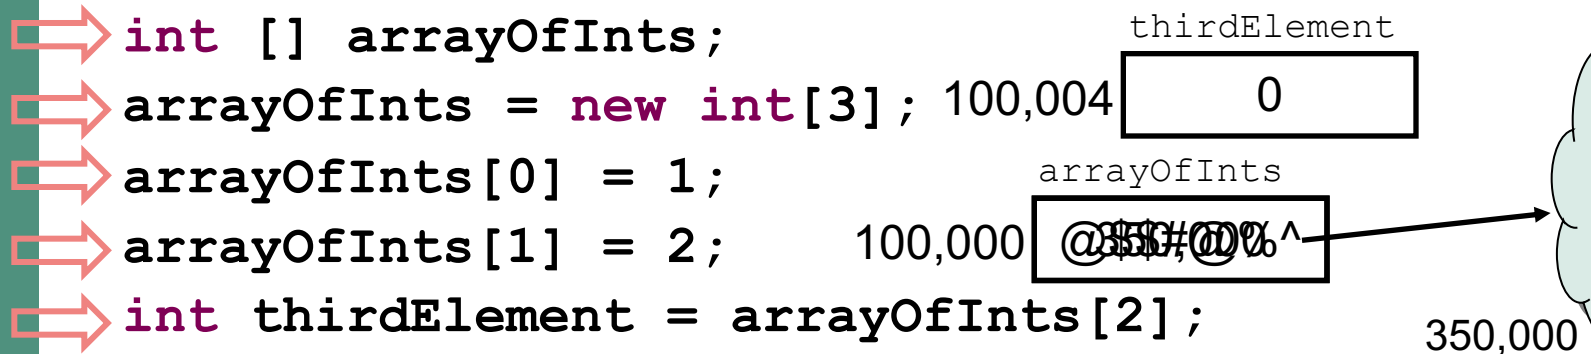 int [] arrayOfInts;
thirdElement
arrayOfInts = new int[3];
100,004
0
arrayOfInts[0] = 1;
arrayOfInts
arrayOfInts[1] = 2;
100,000
int thirdElement = arrayOfInts[2];
350,000